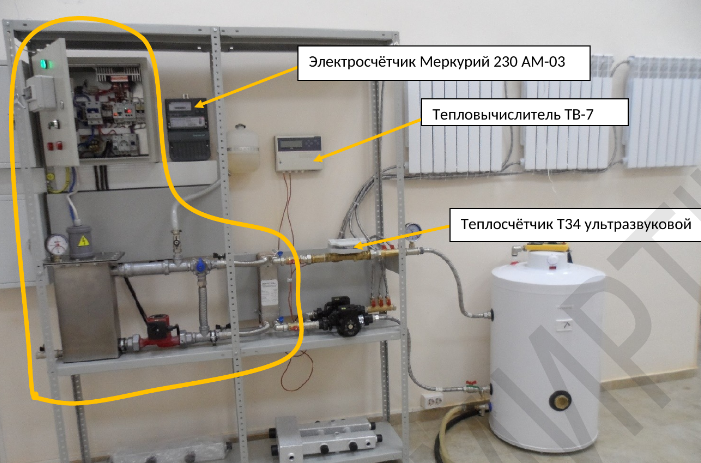 Электросчётчик Меркурий 230 АМ-03
Тепловычислитель ТВ-7
Теплосчётчик Т34 ультразвуковой